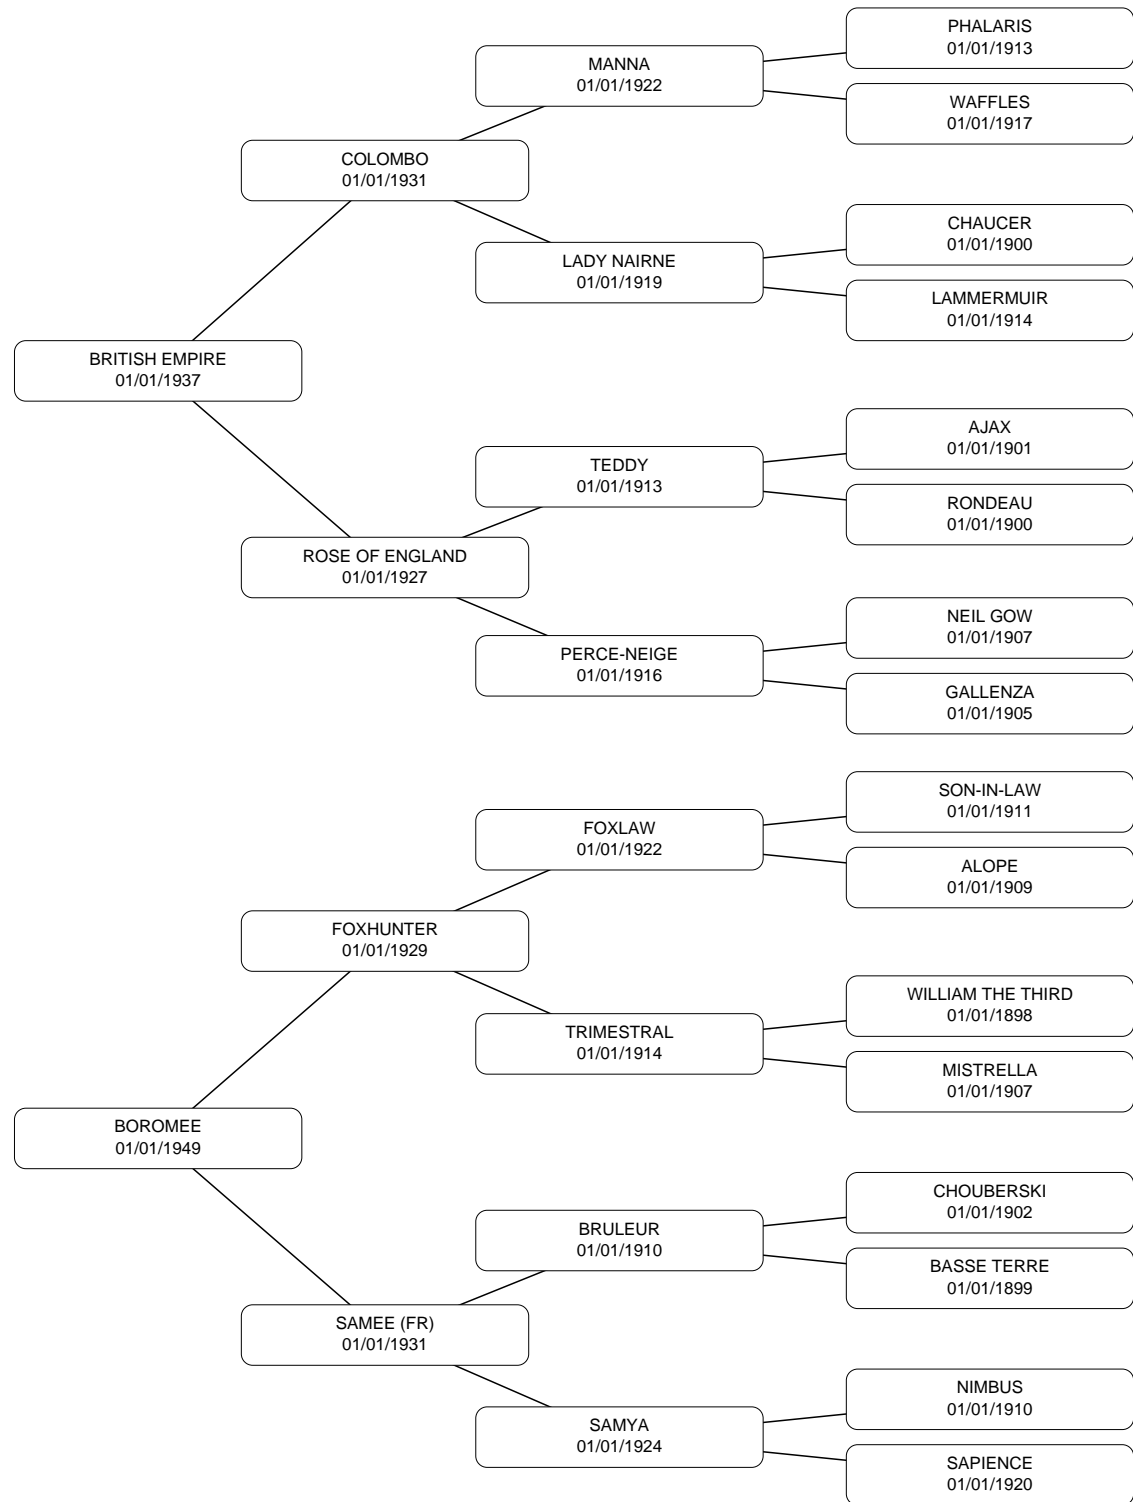 PHALARIS
01/01/1913
MANNA
01/01/1922
WAFFLES
01/01/1917
COLOMBO
01/01/1931
CHAUCER
01/01/1900
LADY NAIRNE
01/01/1919
LAMMERMUIR
01/01/1914
BRITISH EMPIRE
01/01/1937
AJAX
01/01/1901
TEDDY
01/01/1913
RONDEAU
01/01/1900
ROSE OF ENGLAND
01/01/1927
NEIL GOW
01/01/1907
PERCE-NEIGE
01/01/1916
GALLENZA
01/01/1905
SON-IN-LAW
01/01/1911
FOXLAW
01/01/1922
ALOPE
01/01/1909
FOXHUNTER
01/01/1929
WILLIAM THE THIRD
01/01/1898
TRIMESTRAL
01/01/1914
MISTRELLA
01/01/1907
BOROMEE
01/01/1949
CHOUBERSKI
01/01/1902
BRULEUR
01/01/1910
BASSE TERRE
01/01/1899
SAMEE (FR)
01/01/1931
NIMBUS
01/01/1910
SAMYA
01/01/1924
SAPIENCE
01/01/1920